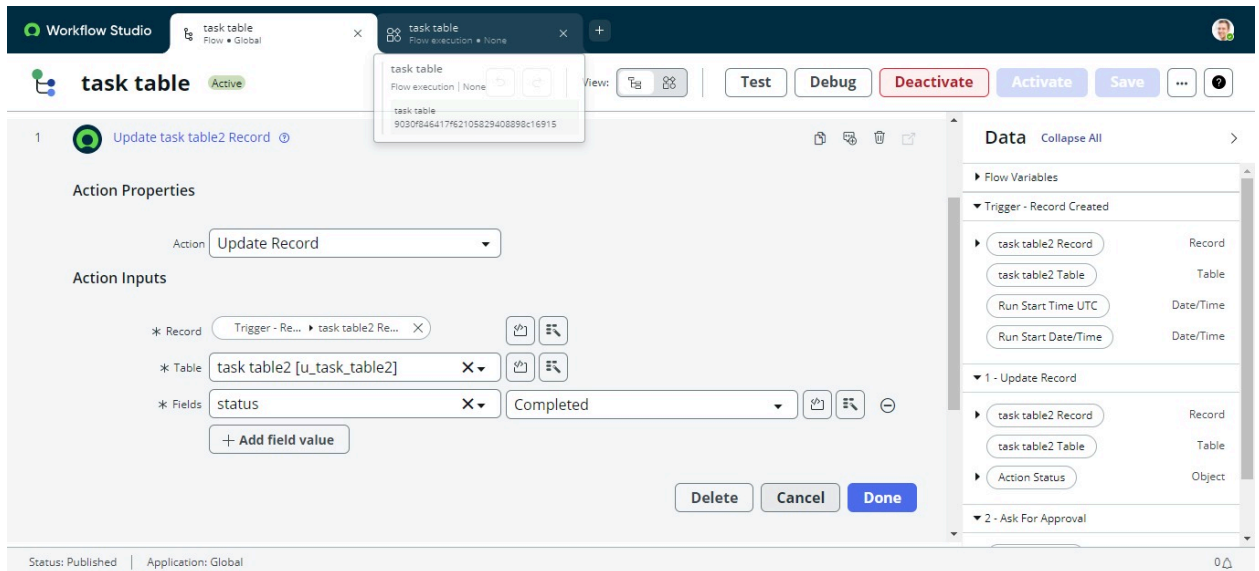 Workflow Studio
task table
Flow • Global
task table
Flow execution • None
task table
Flow execution | None
task table
9030f846417f62105829408898c16915
task table Active View: Test Debug Deactivate Activate Save
1 Update task table2 Record
Action Properties
Action Update Record
Action Inputs
* Record Trigger - Re... ▸ task table2 Re...
* Table task table2 [u_task_table2]
* Fields status Completed
+ Add field value
Delete Cancel Done
Data Collapse All
Flow Variables
Trigger - Record Created
task table2 Record Record
task table2 Table Table
Run Start Time UTC Date/Time
Run Start Date/Time Date/Time
1 - Update Record
task table2 Record Record
task table2 Table Table
Action Status Object
2 - Ask For Approval
Status: Published | Application: Global 0